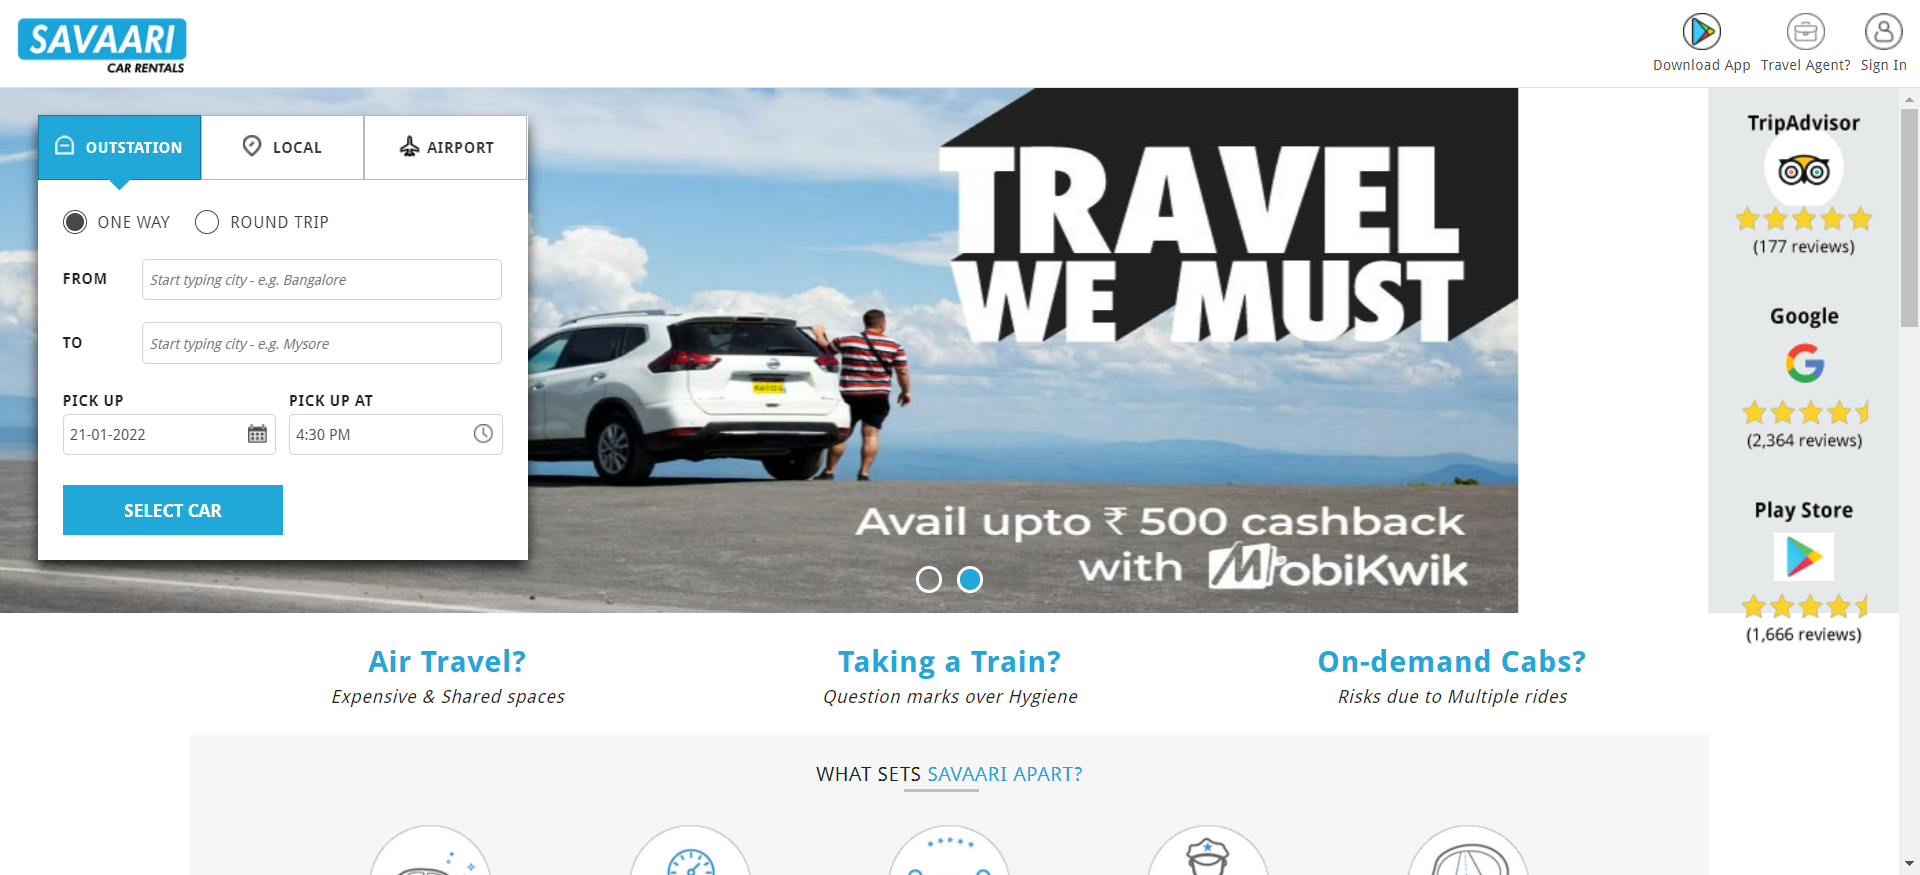 SAVAARI
CAR RENTALS
Download App
Travel Agent?
Sign In
OUTSTATION
LOCAL
AIRPORT
ONE WAY
ROUND TRIP
FROM
Start typing city - e.g. Bangalore
TO
Start typing city - e.g. Mysore
PICK UP
PICK UP AT
21-01-2022
4:30 PM
SELECT CAR
TRAVEL
WE MUST
Avail upto ₹ 500 cashback
with MobiKwik
TripAdvisor
(177 reviews)
Google
(2,364 reviews)
Play Store
(1,666 reviews)
Air Travel?
Expensive & Shared spaces
Taking a Train?
Question marks over Hygiene
On-demand Cabs?
Risks due to Multiple rides
WHAT SETS SAVAARI APART?